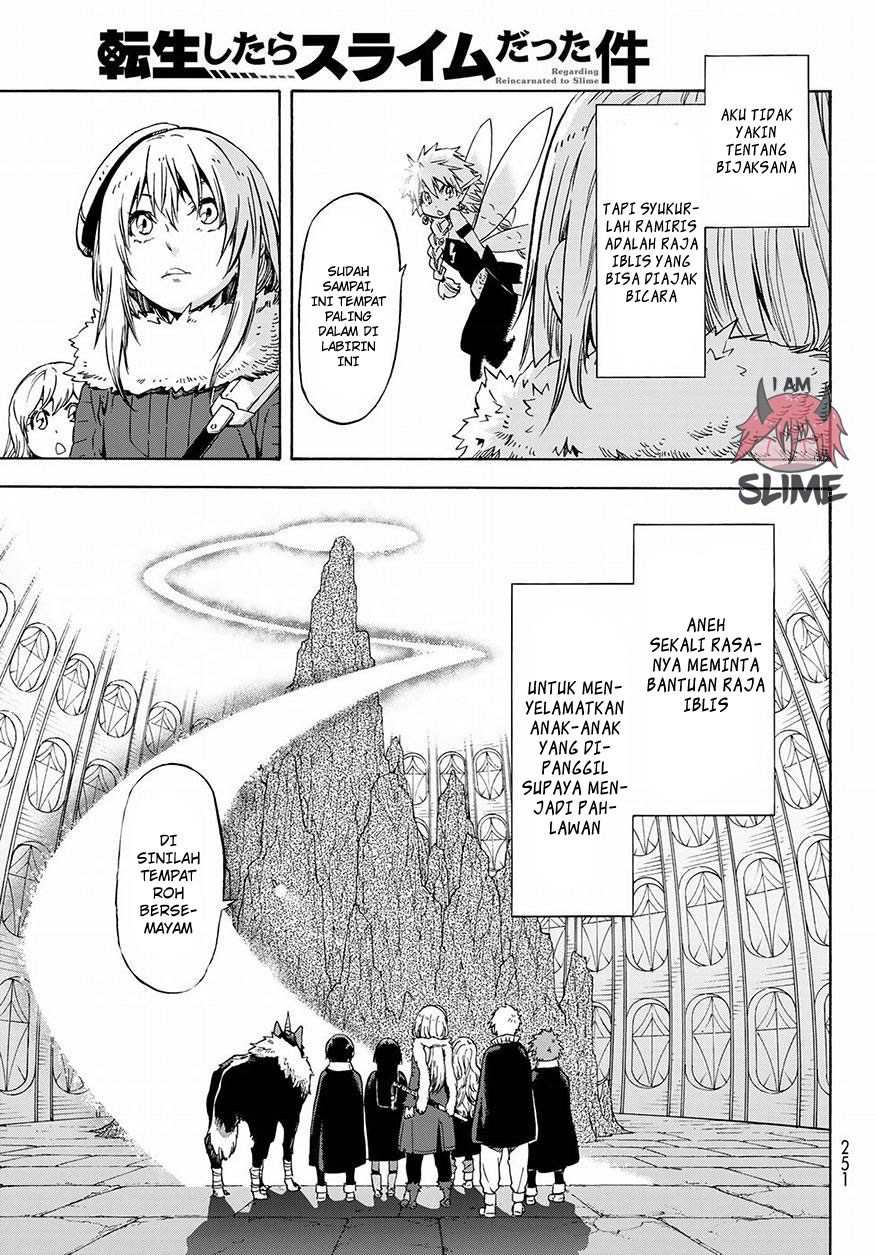 転生したらスライムだった件
Regarding
Reincarnated to Slime
AKU TIDAK
YAKIN
TENTANG
BIJAKSANA
TAPI SYUKUR-
LAH RAMIRIS
ADALAH RAJA
IBLIS YANG
BISA DIAJAK
BICARA
SUDAH
SAMPAI,
INI TEMPAT
PALING
DALAM DI
LABIRIN
INI
I AM
SLIME
ANEH
SEKALI RASA-
NYA MEMINTA
BANTUAN RAJA
IBLIS
UNTUK MEN-
YELAMATKAN
ANAK-ANAK
YANG DI-
PANGGIL
SUPAYA MEN-
JADI PAH-
LAWAN
DI
SINILAH
TEMPAT
ROH
BERSE-
MAYAM
251